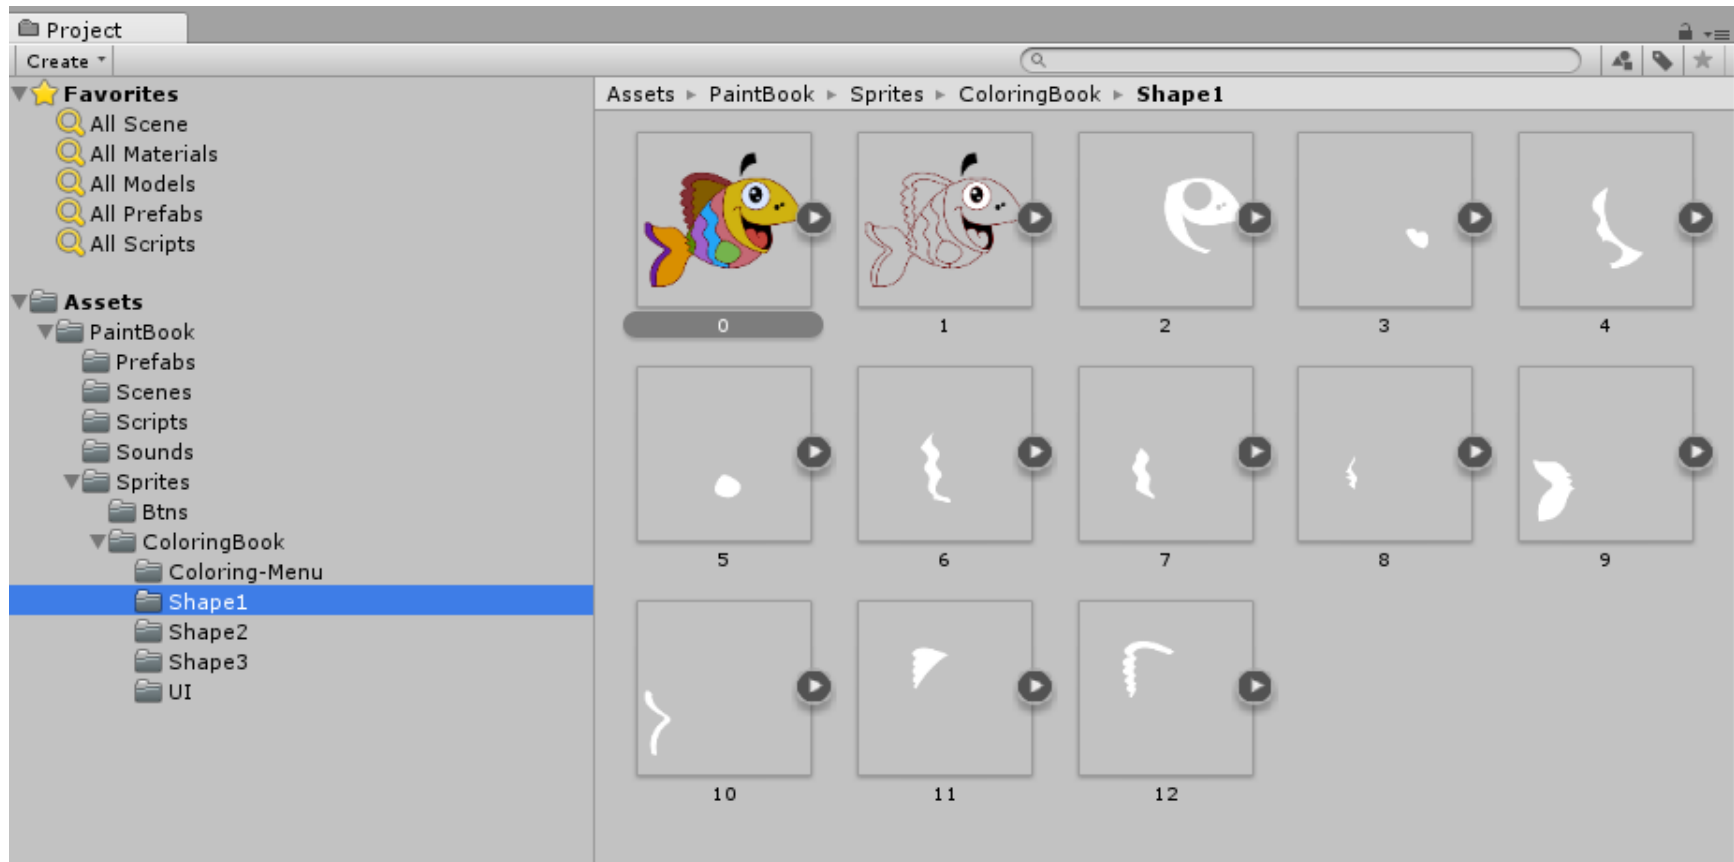 Project
Create
Favorites
All Scene
All Materials
All Models
All Prefabs
All Scripts
Assets
PaintBook
Prefabs
Scenes
Scripts
Sounds
Sprites
Btns
ColoringBook
Coloring-Menu
Shape1
Shape2
Shape3
UI
Assets PaintBook Sprites ColoringBook Shape1
0 1 2 3 4
5 6 7 8 9
10 11 12